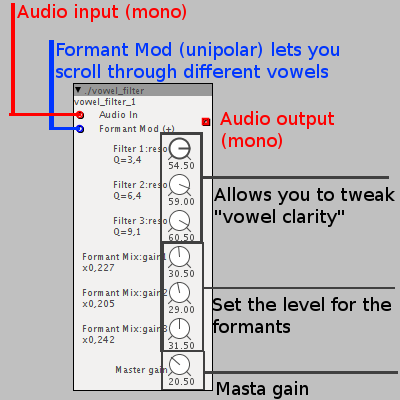 Audio input (mono)
Formant Mod (unipolar) lets you
scroll through different vowels
../vowel_filter
vowel_filter_1
Audio In
Formant Mod (+)
Audio output
(mono)
Filter 1:reso
Q=3,4
54.50
Filter 2:reso
Q=6,4
59.00
Allows you to tweak
"vowel clarity"
Filter 3:reso
Q=9,1
60.50
Formant Mix:gain1
x0,227
30.50
Formant Mix:gain2
x0,205
29.00
Set the level for the
formants
Formant Mix:gain3
x0,242
31.50
Master gain
20.50
Masta gain